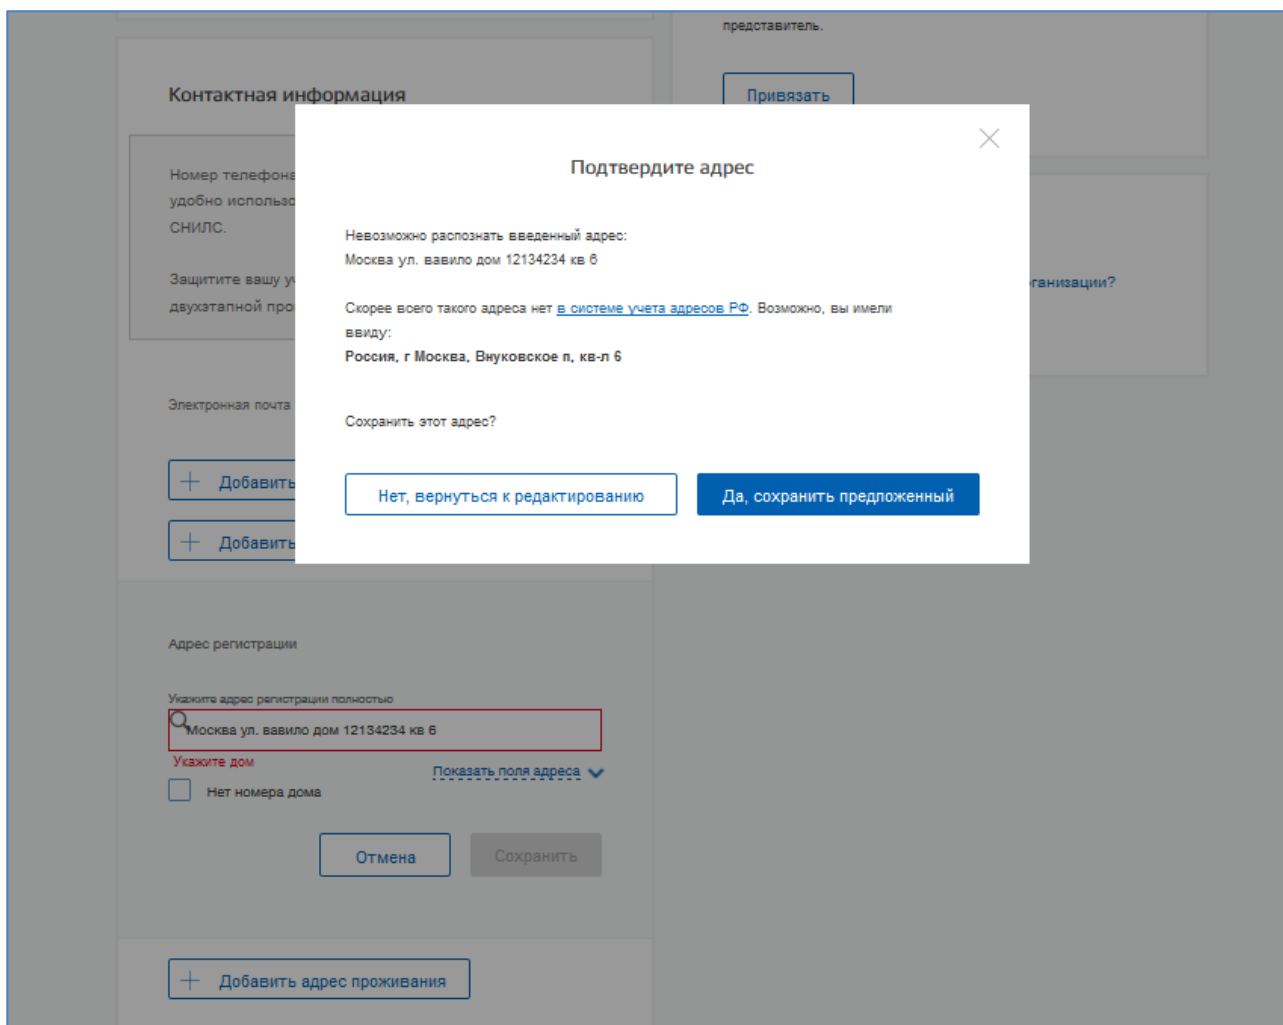 представитель.
Контактная информация
Привязать
Подтвердите адрес
Номер телефона
удобно использо
СНИЛС.
Невозможно распознать введенный адрес:
Москва ул. вавило дом 12134234 кв 6
Защитите вашу уч
двухэтапной про
рганизации?
Скорее всего такого адреса нет в системе учета адресов РФ. Возможно, вы имели
ввиду:
Россия, г Москва, Внуковское п, кв-л 6
Электронная почта
Сохранить этот адрес?
Добавить
Нет, вернуться к редактированию
Да, сохранить предложенный
Добавить
Адрес регистрации
Укажите адрес регистрации полностью
Москва ул. вавило дом 12134234 кв 6
Укажите дом
Показать поля адреса
Нет номера дома
Отмена
Сохранить
Добавить адрес проживания